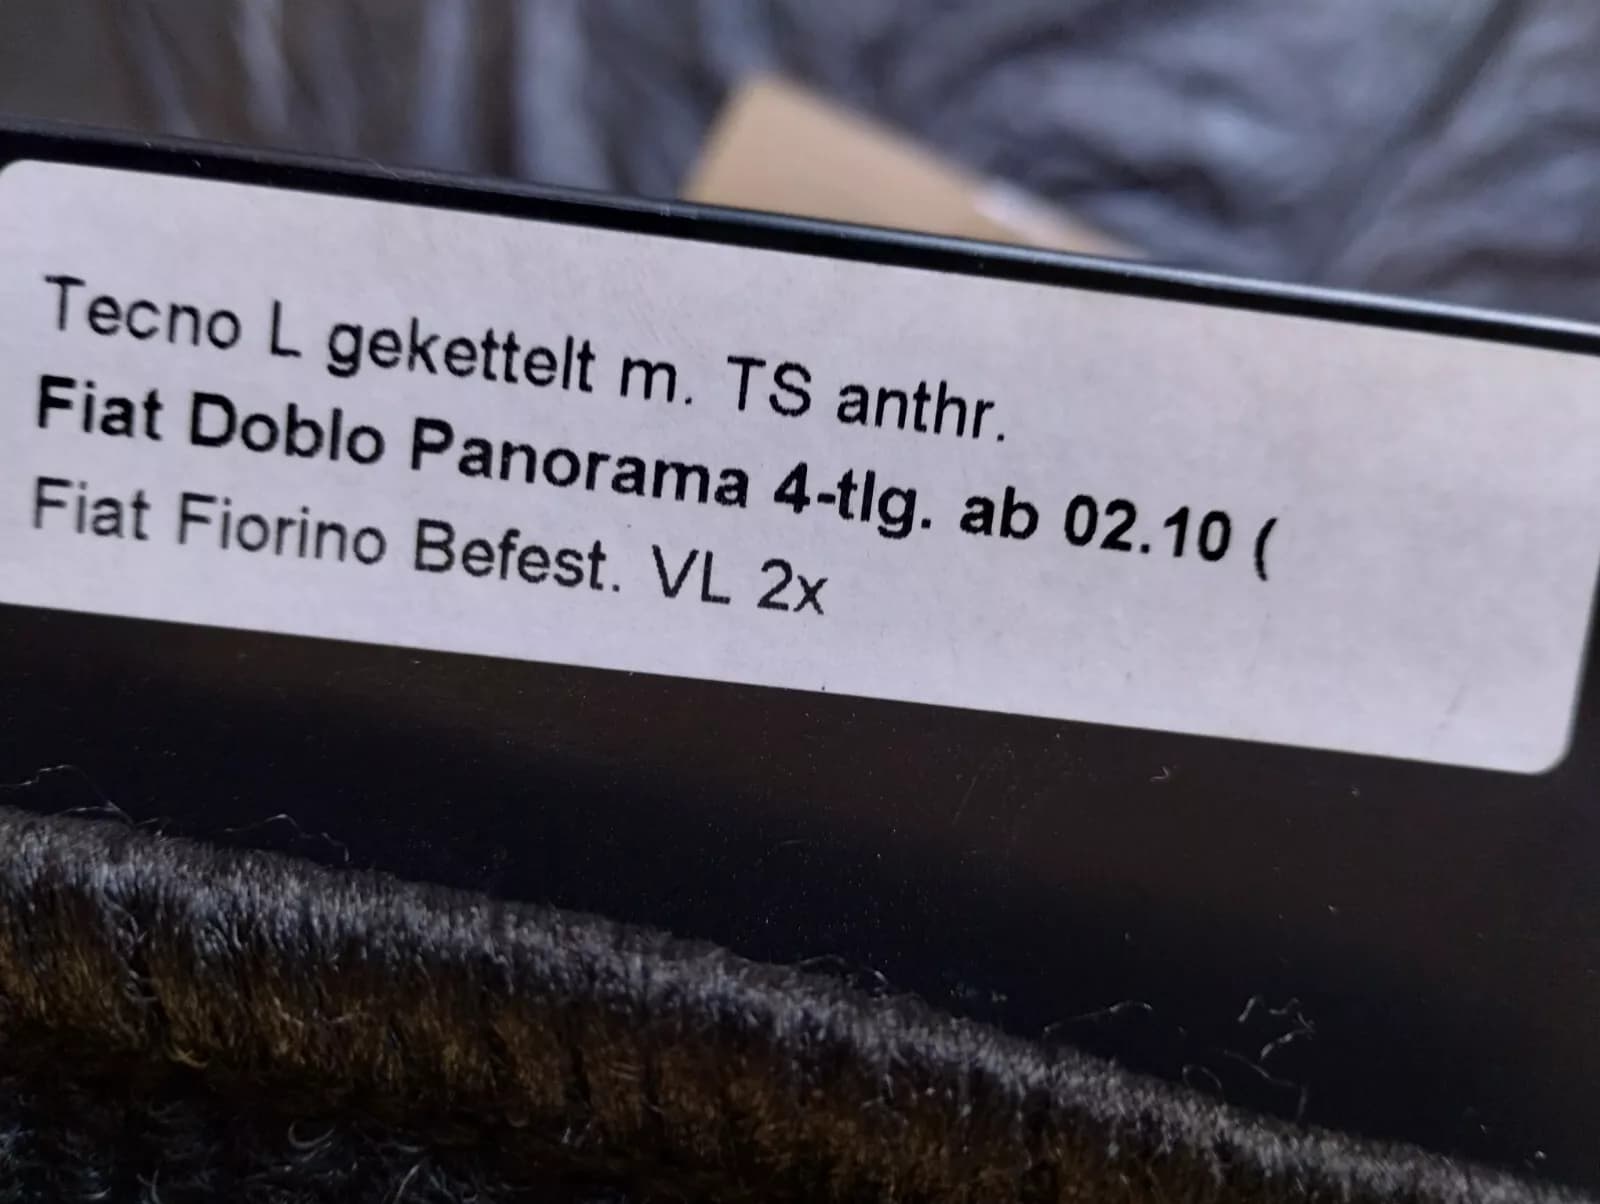 Tecno L gekettelt m. TS anthr.
Fiat Doblo Panorama 4-tlg. ab 02.10 (
Fiat Fiorino Befest. VL 2x